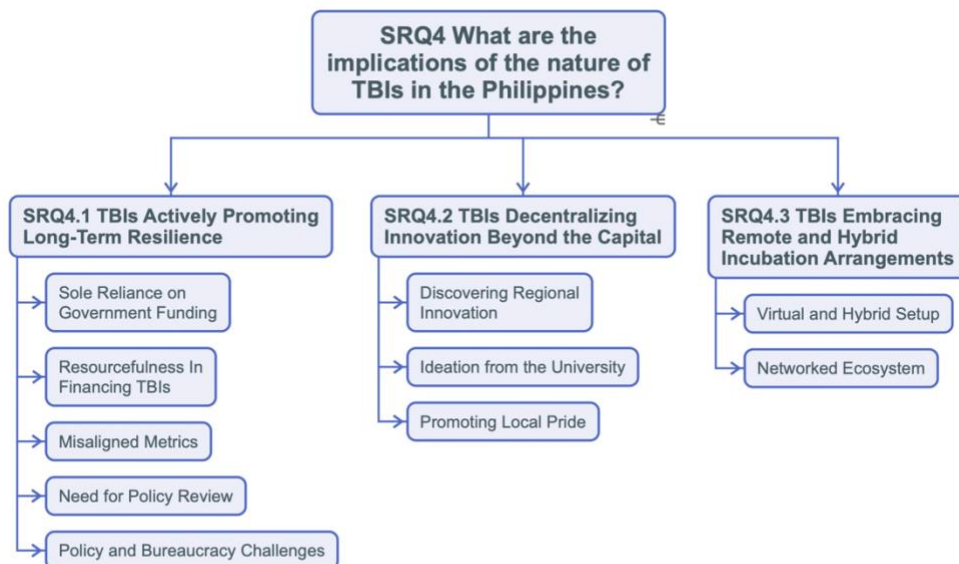 SRQ4 What are the
implications of the nature of
TBIs in the Philippines?
SRQ4.1 TBIs Actively Promoting
Long-Term Resilience
Sole Reliance on
Government Funding
Resourcefulness In
Financing TBIs
Misaligned Metrics
Need for Policy Review
Policy and Bureaucracy Challenges
SRQ4.2 TBIs Decentralizing
Innovation Beyond the Capital
Discovering Regional
Innovation
Ideation from the University
Promoting Local Pride
SRQ4.3 TBIs Embracing
Remote and Hybrid
Incubation Arrangements
Virtual and Hybrid Setup
Networked Ecosystem